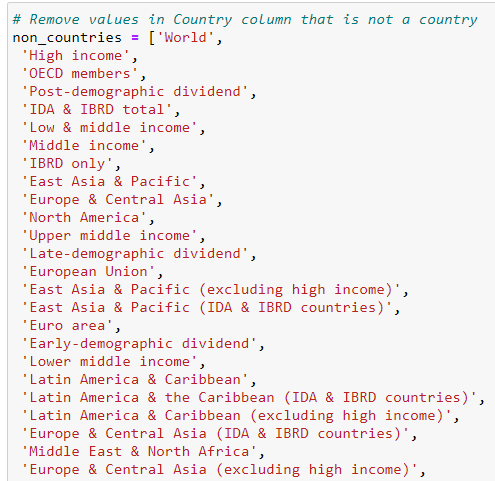 # Remove values in Country column that is not a country
non_countries = ['World',
'High income',
'OECD members',
'Post-demographic dividend',
'IDA & IBRD total',
'Low & middle income',
'Middle income',
'IBRD only',
'East Asia & Pacific',
'Europe & Central Asia',
'North America',
'Upper middle income',
'Late-demographic dividend',
'European Union',
'East Asia & Pacific (excluding high income)',
'East Asia & Pacific (IDA & IBRD countries)',
'Euro area',
'Early-demographic dividend',
'Lower middle income',
'Latin America & Caribbean',
'Latin America & the Caribbean (IDA & IBRD countries)',
'Latin America & Caribbean (excluding high income)',
'Europe & Central Asia (IDA & IBRD countries)',
'Middle East & North Africa',
'Europe & Central Asia (excluding high income)',